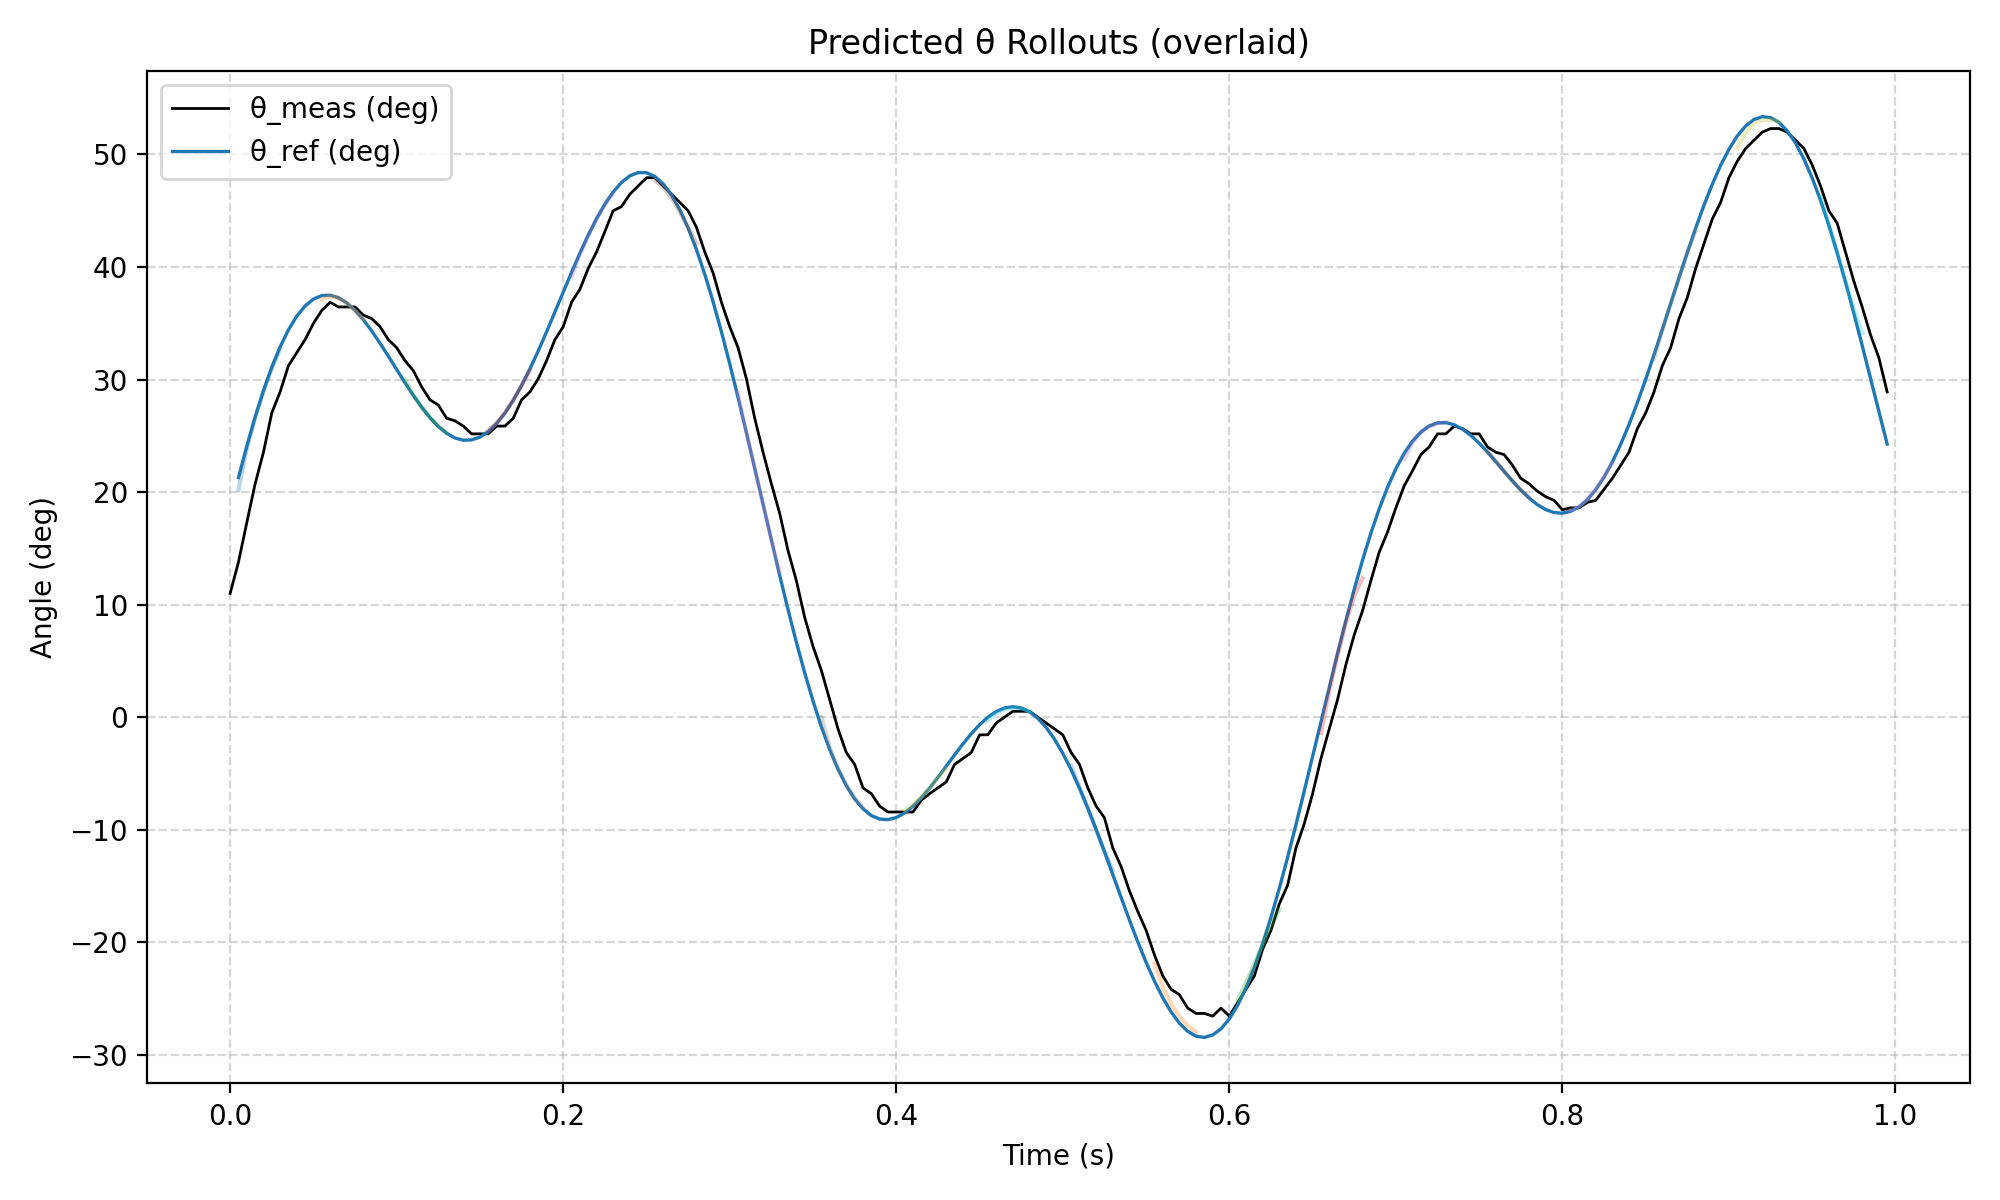 Predicted θ Rollouts (overlaid)
θ_meas (deg)
θ_ref (deg)
Angle (deg)
50
40
30
20
10
0
−10
−20
−30
0.0 0.2 0.4 0.6 0.8 1.0
Time (s)